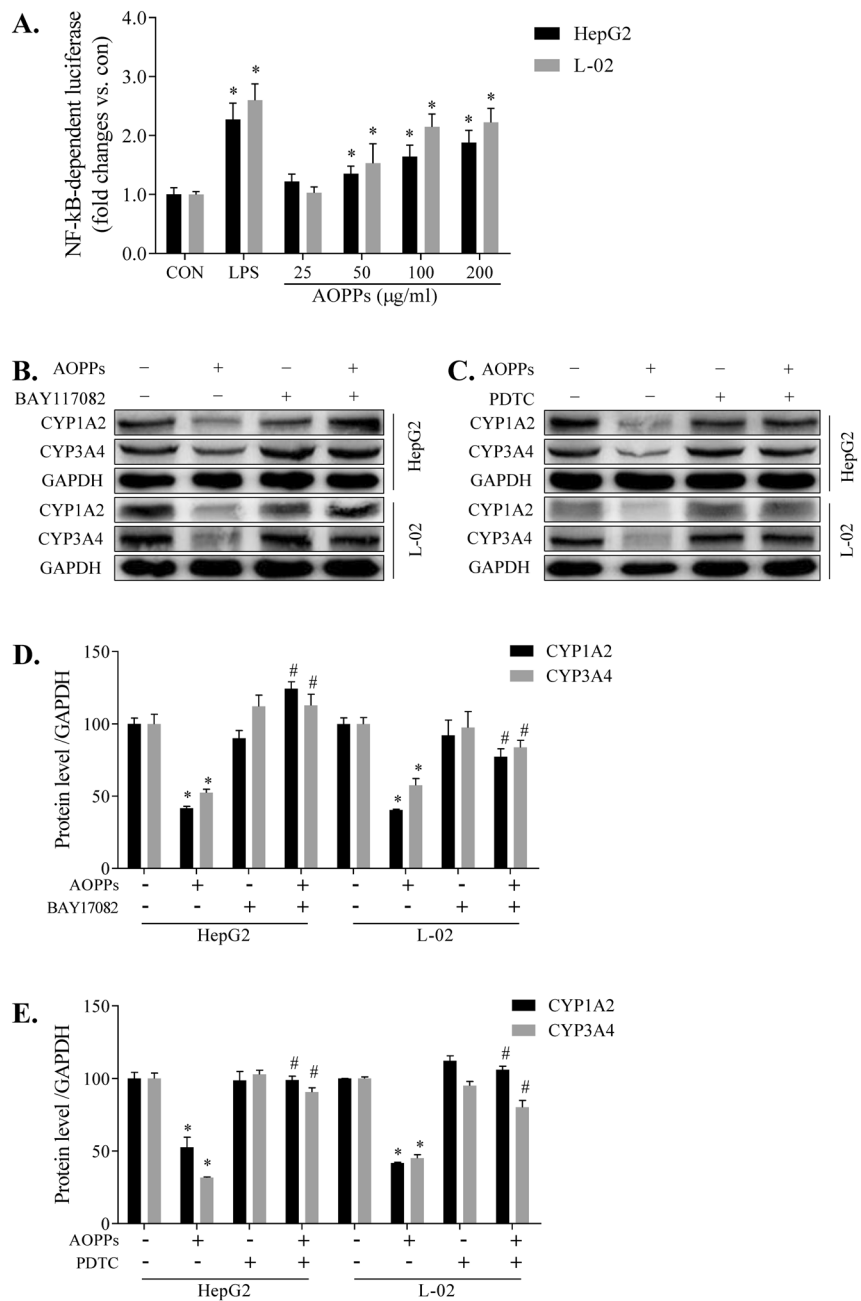 A.
NF-kB-dependent luciferase
(fold changes vs. con)
4.0
3.0
2.0
1.0
0.0
HepG2
L-02
* * * * * * * *
CON LPS 25 50 100 200
AOPPs (μg/ml)
B.
AOPPs − + − +
BAY117082 − − + +
CYP1A2
CYP3A4
GAPDH
HepG2
CYP1A2
CYP3A4
GAPDH
L-02
C.
AOPPs − + − +
PDTC − − + +
CYP1A2
CYP3A4
GAPDH
HepG2
CYP1A2
CYP3A4
GAPDH
L-02
D.
Protein level /GAPDH
150
100
50
0
CYP1A2
CYP3A4
* * # # * * # #
AOPPs - + - + - + - +
BAY17082 - - + + - - + +
HepG2 L-02
E.
Protein level /GAPDH
150
100
50
0
CYP1A2
CYP3A4
* * # # * * # #
AOPPs - + - + - + - +
PDTC - - + + - - + +
HepG2 L-02